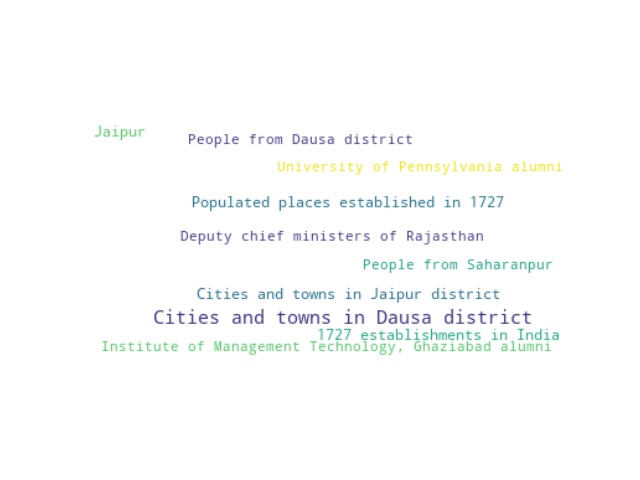 Jaipur
People from Dausa district
University of Pennsylvania alumni
Populated places established in 1727
Deputy chief ministers of Rajasthan
People from Saharanpur
Cities and towns in Jaipur district
Cities and towns in Dausa district
1727 establishments in India
Institute of Management Technology, Ghaziabad alumni